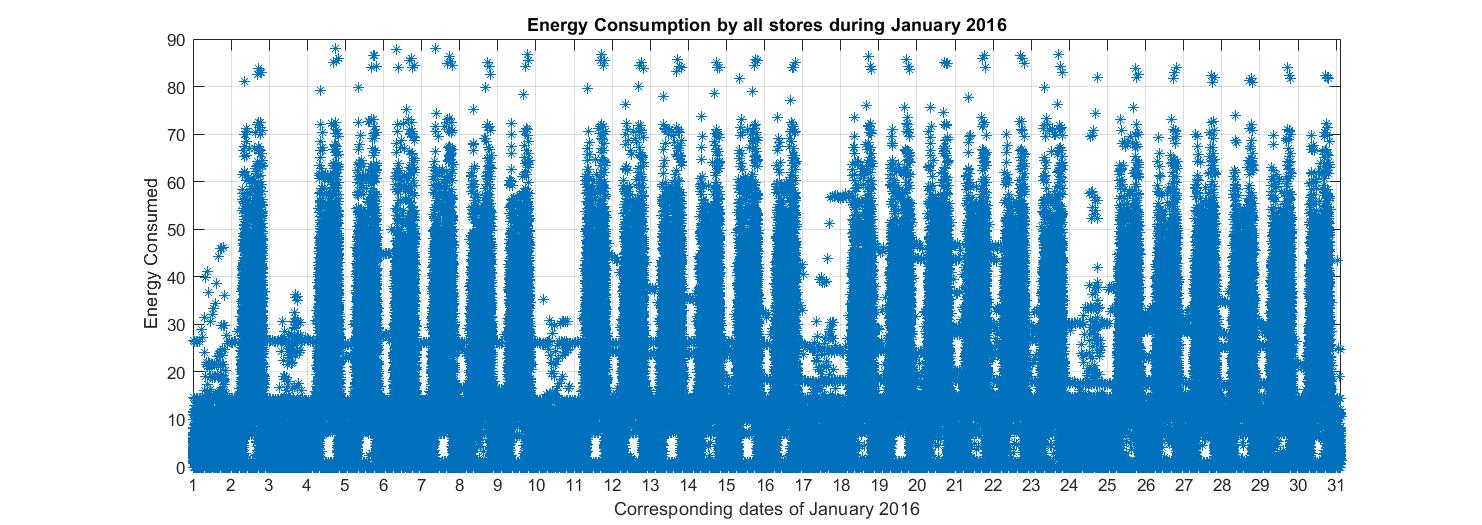 Energy Consumption by all stores during January 2016
90
80
70
60
50
40
30
20
10
0
Energy Consumed
1 2 3 4 5 6 7 8 9 10 11 12 13 14 15 16 17 18 19 20 21 22 23 24 25 26 27 28 29 30 31
Corresponding dates of January 2016